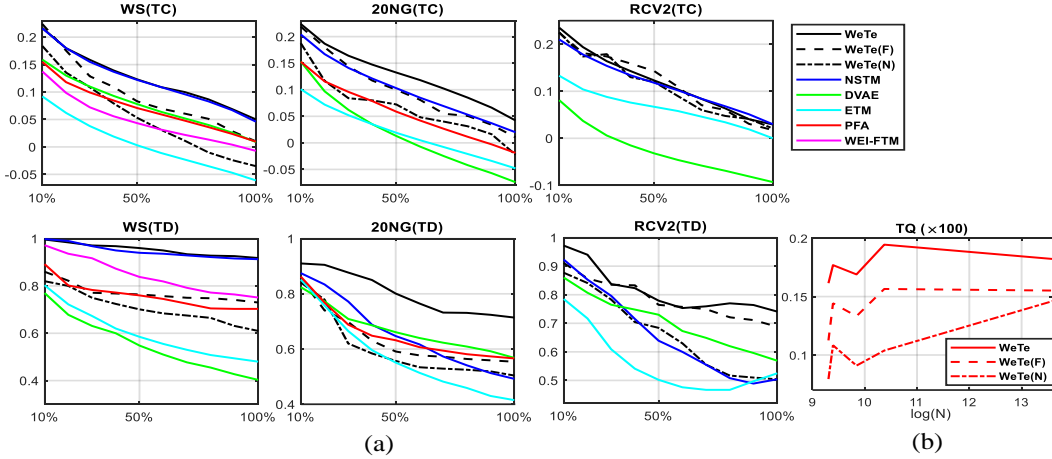 WS(TC)
0.2
0.15
0.1
0.05
0
-0.05
10%
50%
100%
20NG(TC)
0.2
0.15
0.1
0.05
0
-0.05
10%
50%
100%
RCV2(TC)
0.2
0.1
0
-0.1
10%
50%
100%
WeTe
WeTe(F)
WeTe(N)
NSTM
DVAE
ETM
PFA
WEI-FTM
WS(TD)
1
0.8
0.6
0.4
10%
50%
100%
20NG(TD)
1
0.8
0.6
0.4
10%
50%
100%
RCV2(TD)
1
0.9
0.8
0.7
0.6
0.5
10%
50%
100%
TQ (×100)
0.2
0.15
0.1
9
10
11
12
13
log(N)
WeTe
WeTe(F)
WeTe(N)
(a)
(b)